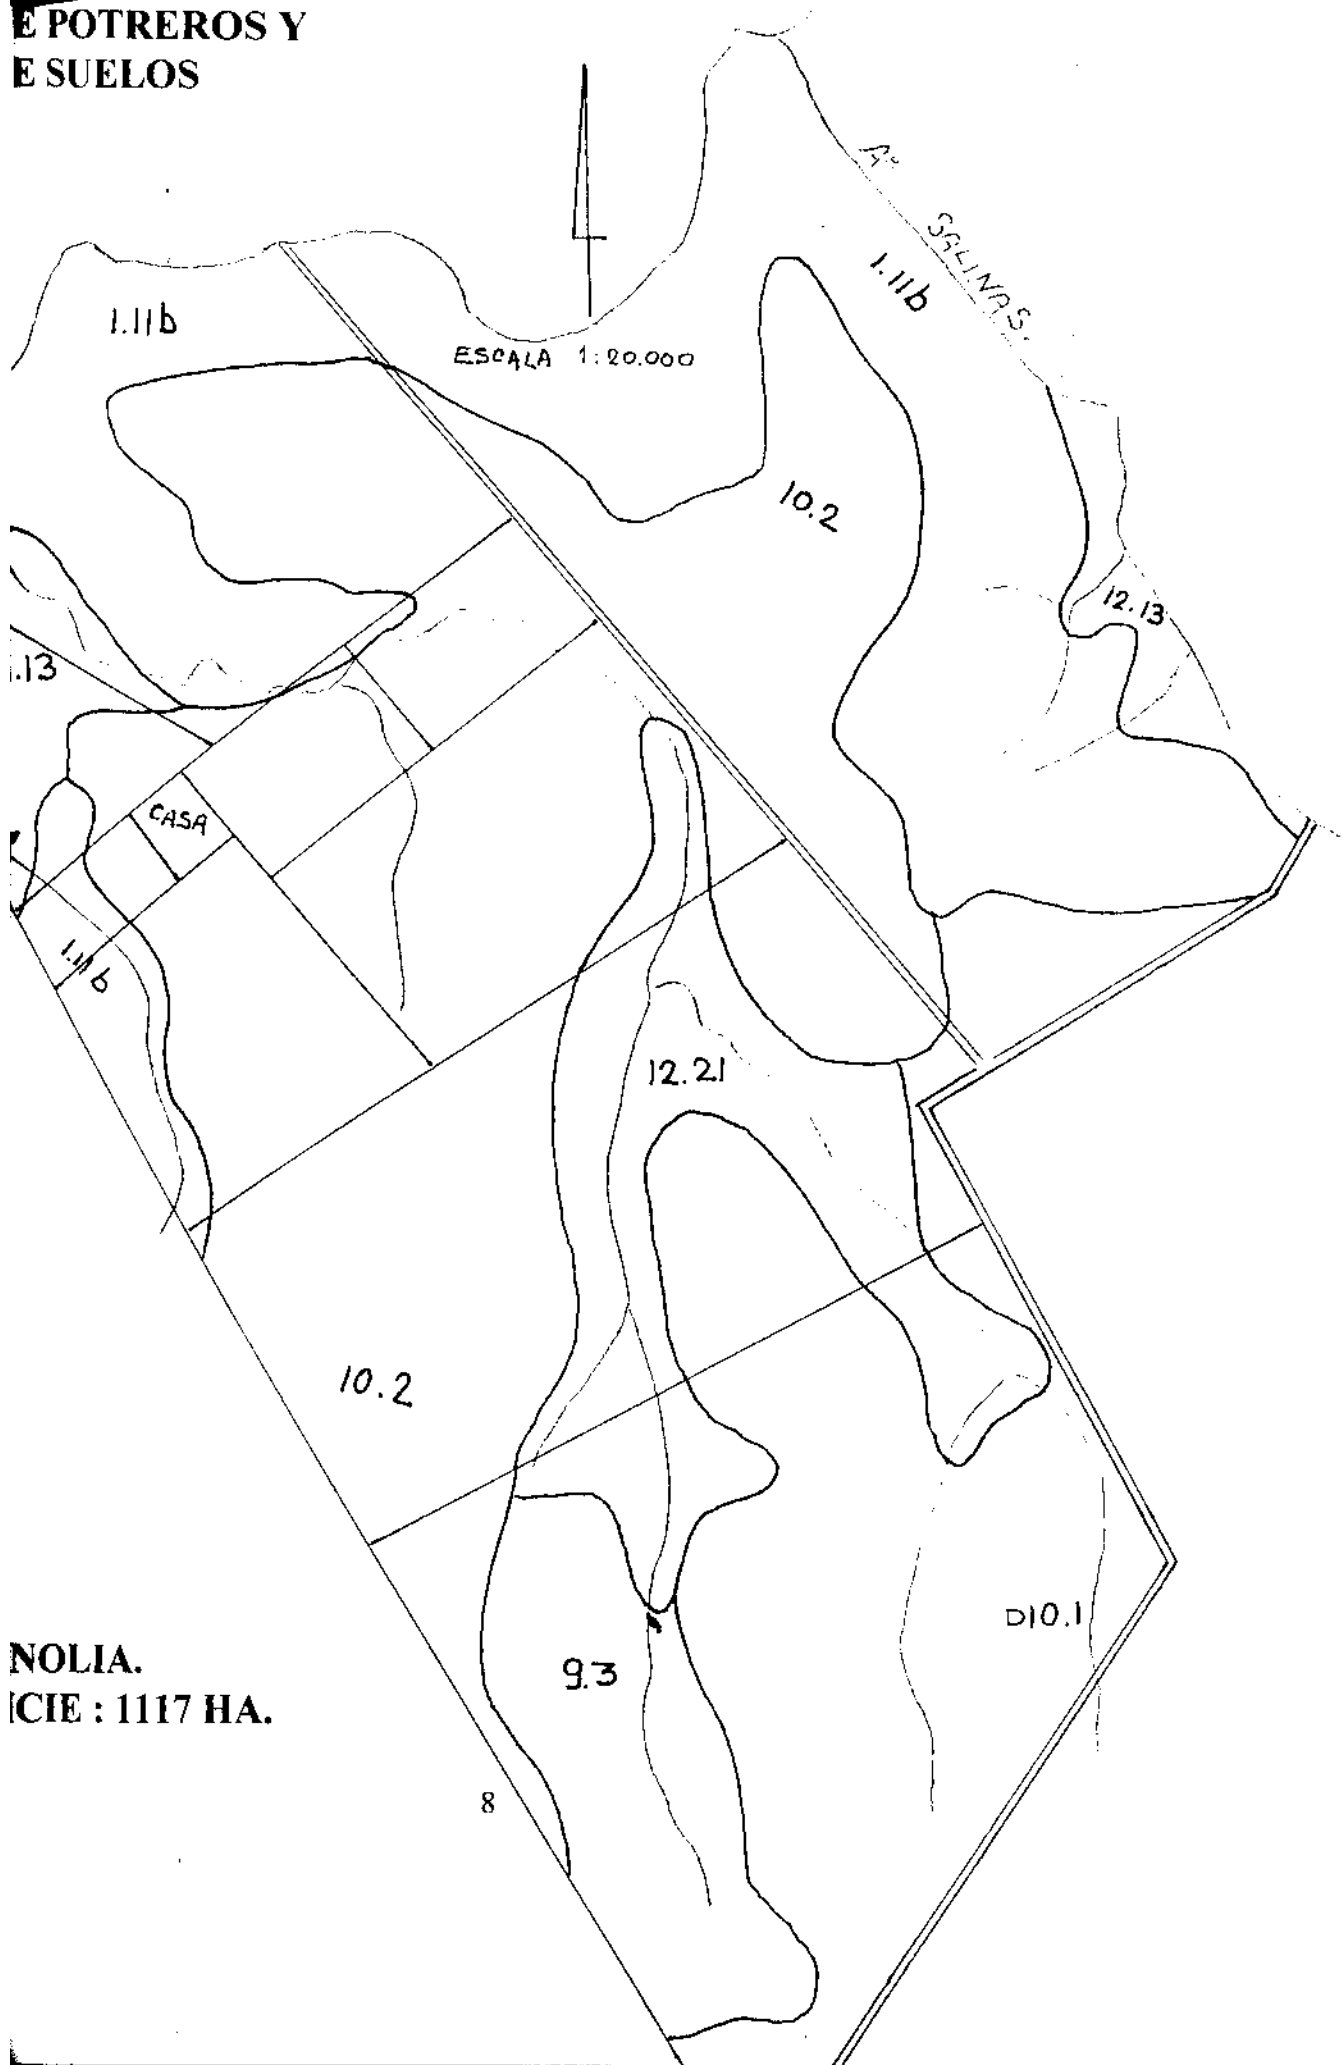 E POTREROS Y
E SUELOS
Aº SALINAS.
1.11b
1.11b
ESCALA 1:20.000
10.2
12.13
.13
CASA
1.11b
12.21
10.2
D10.1
9.3
NOLIA.
CIE : 1117 HA.
8